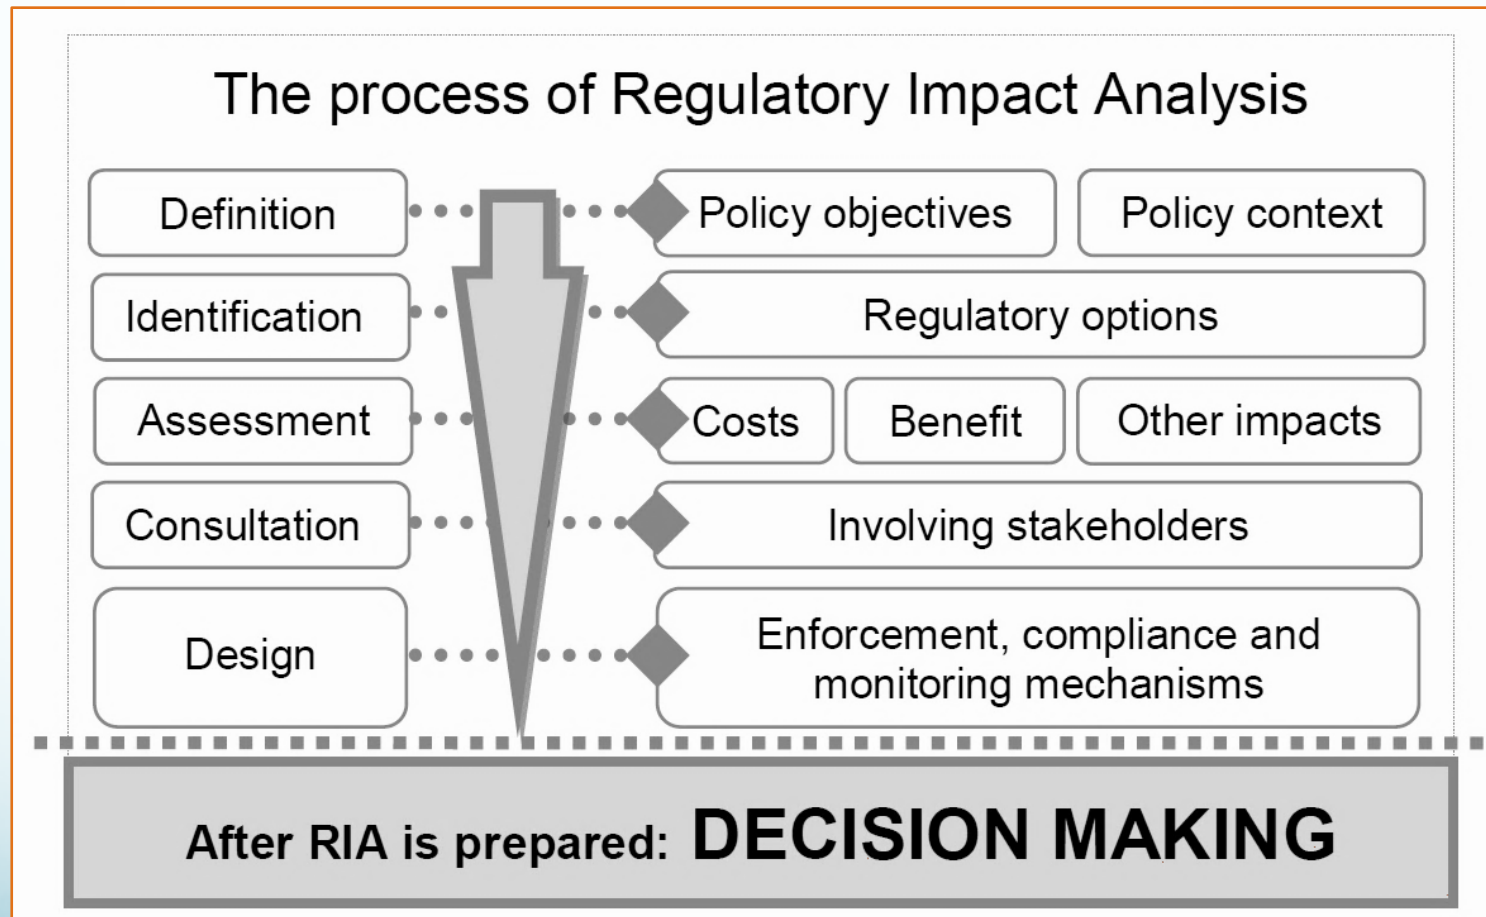 The process of Regulatory Impact Analysis
Definition
Policy objectives
Policy context
Identification
Regulatory options
Assessment
Costs
Benefit
Other impacts
Consultation
Involving stakeholders
Design
Enforcement, compliance and
monitoring mechanisms
After RIA is prepared: DECISION MAKING